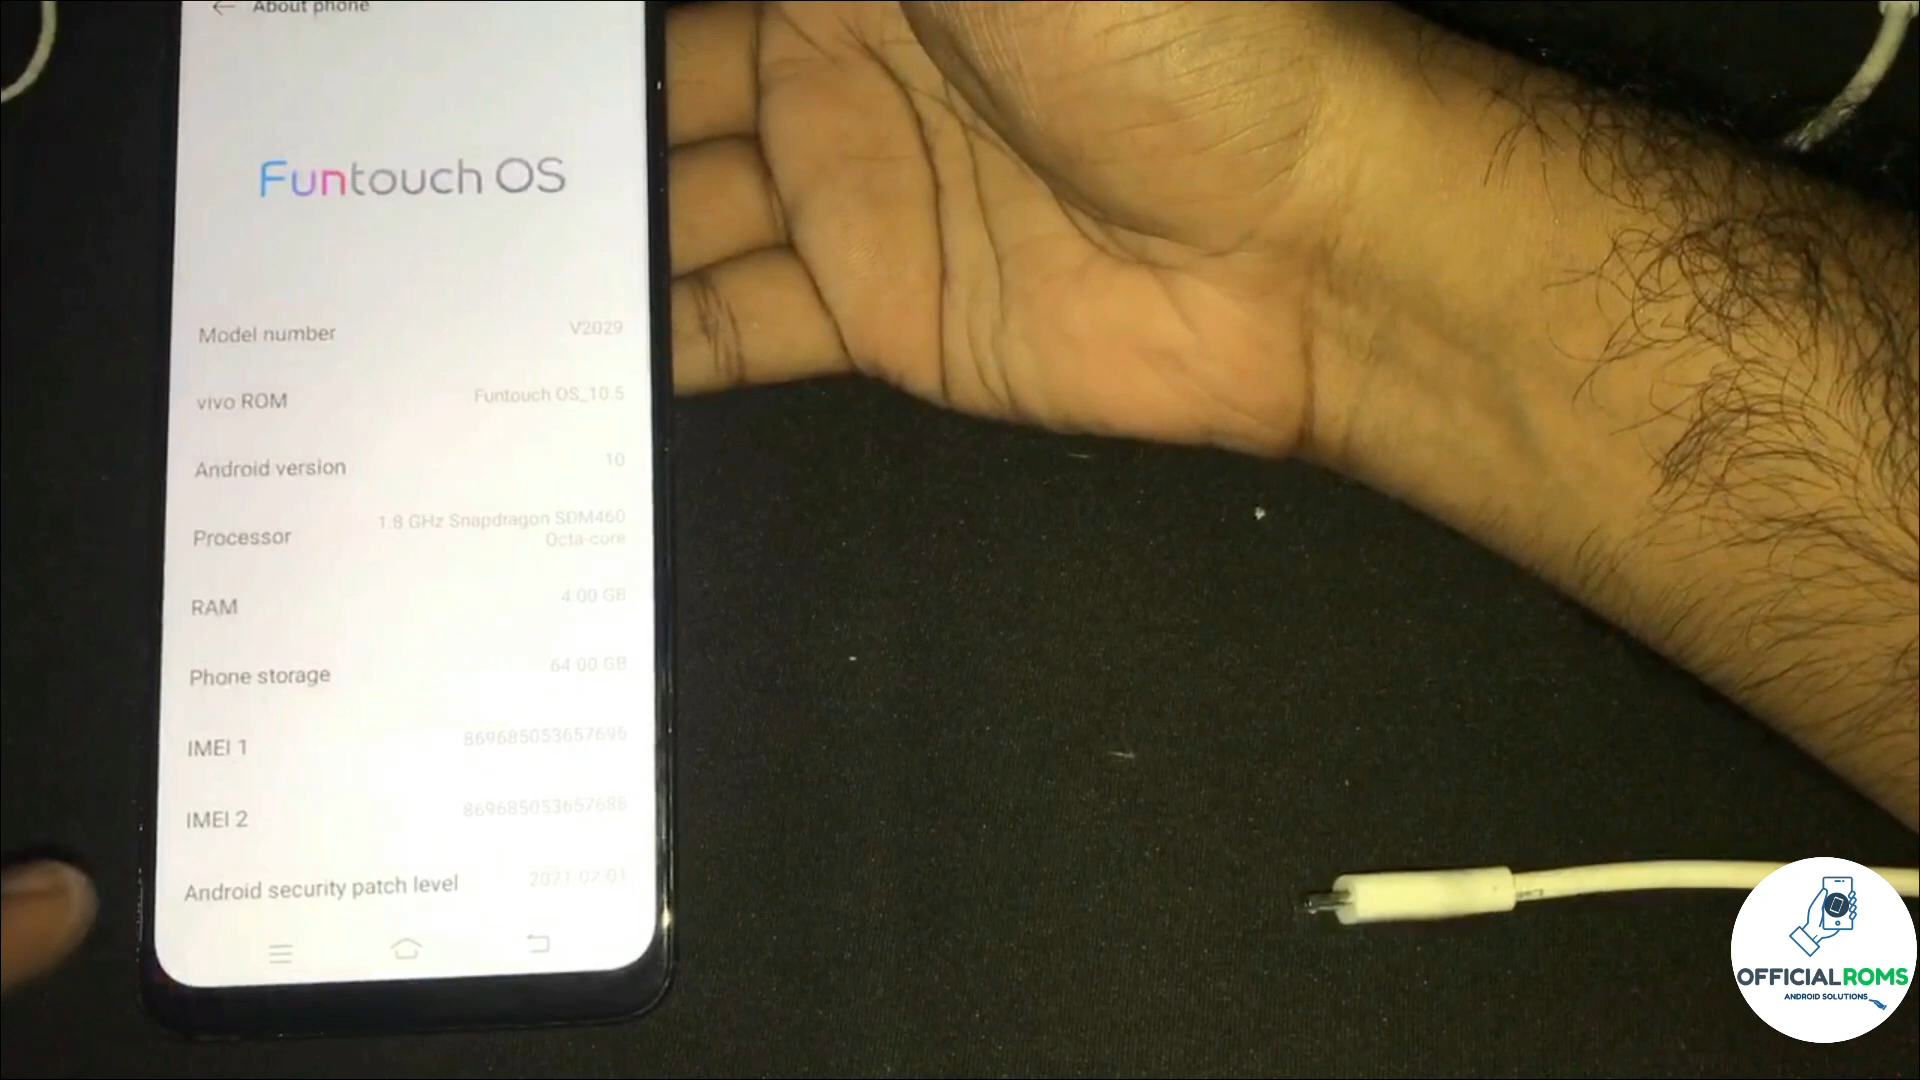 About phone
Funtouch OS
Model number V2029
vivo ROM Funtouch OS_10.5
Android version 10
Processor 1.8 GHz Snapdragon SDM460
Octa-core
RAM 4.00 GB
Phone storage 64.00 GB
IMEI 1 869685053657696
IMEI 2 869685053657688
Android security patch level 2021-02-01
OFFICIALROMS
ANDROID SOLUTIONS